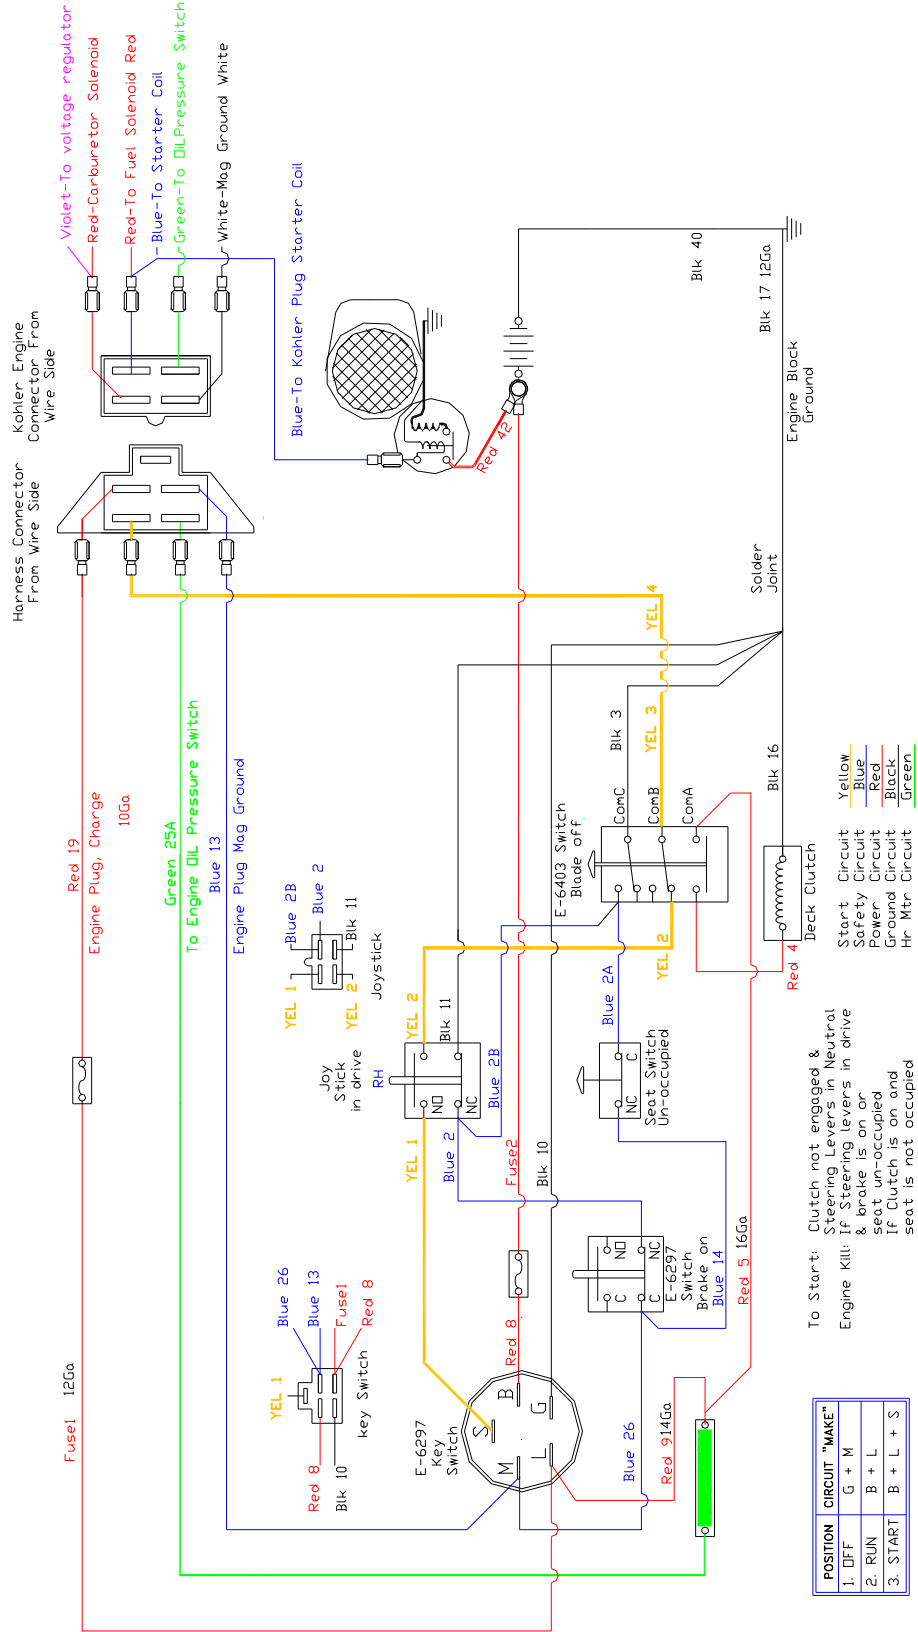 Harness Connector
From Wire Side
Kohler Engine
Connector From
Wire Side
Violet-To voltage regulator
Red-Carburetor Solenoid
Red-To Fuel Solenoid Red
Blue-To Starter Coil
Green-To OiLPressure Switch
White-Mag Ground White
Blue-To Kohler Plug Starter Coil
Red 42
Blk 40
Blk 17 12Ga
Engine Block
Ground
Solder
Joint
Fuse1 12Ga
Red 19
Engine Plug, Charge
10Ga
Green 25A
To Engine OiL Pressure Switch
Blue 13
Engine Plug Mag Ground
YEL 1
Blue 2B
Blue 2
YEL 2
Blk 11
Joystick
Blue 26
Blue 13
Fuse1
Red 8
YEL 1
Red 8
Blk 10
key Switch
Joy
Stick
in drive
RH
NO
NC
YEL 1
YEL 2
Blk 11
Blue 2
Blue 2B
Fuse2
Blk 10
E-6403 Switch
Blade off
ComC
ComB
ComA
Blk 3
YEL 3
YEL 4
YEL 2
Blue 2A
NC
C
Seat Switch
Un-occupied
Blk 16
Deck Clutch
Red 4
E-6297
Key
Switch
S
M
B
L
G
Red 8
C
NO
C
NC
E-6297
Switch
Brake on
Blue 14
Blue 26
Red 914Ga
Red 5 16Ga
Start Circuit Yellow
Safety Circuit Blue
Power Circuit Red
Ground Circuit Black
Hr Mtr Circuit Green
To Start: Clutch not engaged &
Steering Levers in Neutral
Engine Kill: If Steering levers in drive
& brake is on or
seat un-occupied
If Clutch is on and
seat is not occupied
POSITION CIRCUIT "MAKE"
1. OFF G + M
2. RUN B + L
3. START B + L + S